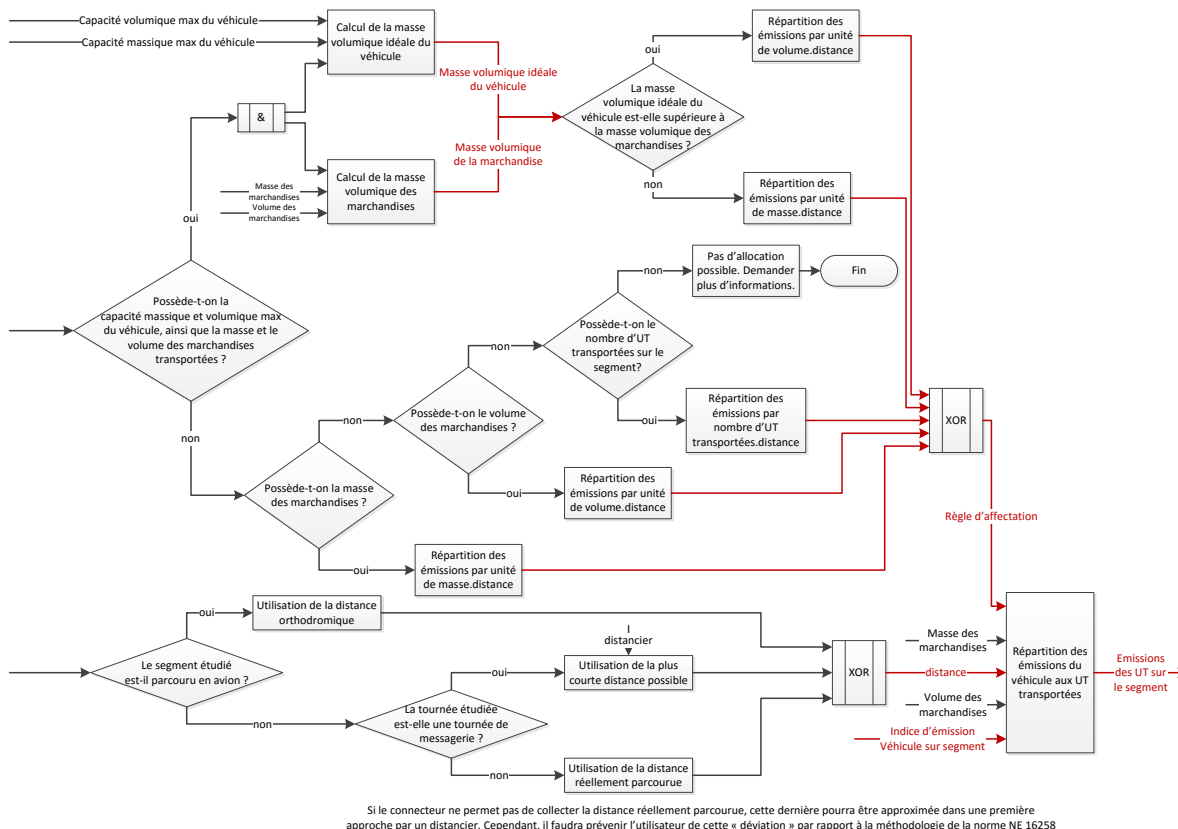 Capacité volumique max du véhicule
Capacité massique max du véhicule
Calcul de la masse
volumique idéale du
véhicule
Masse volumique idéale
du véhicule
&
oui
Masse volumique
de la marchandise
Calcul de la masse
volumique des
marchandises
Masse des
marchandises
Volume des
marchandises
La masse
volumique idéale du
véhicule est-elle supérieure à
la masse volumique des
marchandises ?
oui
Répartition des
émissions par unité
de volume.distance
non
Répartition des
émissions par unité
de masse.distance
Possède-t-on la
capacité massique et volumique max
du véhicule, ainsi que la masse et le
volume des marchandises
transportées ?
non
Possède-t-on la masse
des marchandises ?
non
Possède-t-on le volume
des marchandises ?
non
Possède-t-on le
nombre d’UT
transportées sur le
segment?
non
Pas d’allocation
possible. Demander
plus d’informations.
Fin
oui
Répartition des
émissions par
nombre d’UT
transportées.distance
oui
Répartition des
émissions par unité
de volume.distance
oui
Répartition des
émissions par unité
de masse.distance
XOR
Règle d’affectation
Le segment étudié
est-il parcouru en avion ?
oui
Utilisation de la distance
orthodromique
non
La tournée étudiée
est-elle une tournée de
messagerie ?
oui
distancier
Utilisation de la plus
courte distance possible
non
Utilisation de la distance
réellement parcourue
XOR
Masse des
marchandises
distance
Volume des
marchandises
Indice d’émission
Véhicule sur segment
Répartition des
émissions du
véhicule aux UT
transportées
Emissions
des UT sur
le segment
Si le connecteur ne permet pas de collecter la distance réellement parcourue, cette dernière pourra être approximée dans une première
approche par un distancier. Cependant, il faudra prévenir l’utilisateur de cette « déviation » par rapport à la méthodologie de la norme NE 16258